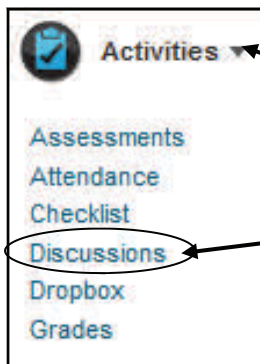 Activities
Assessments
Attendance
Checklist
Discussions
Dropbox
Grades